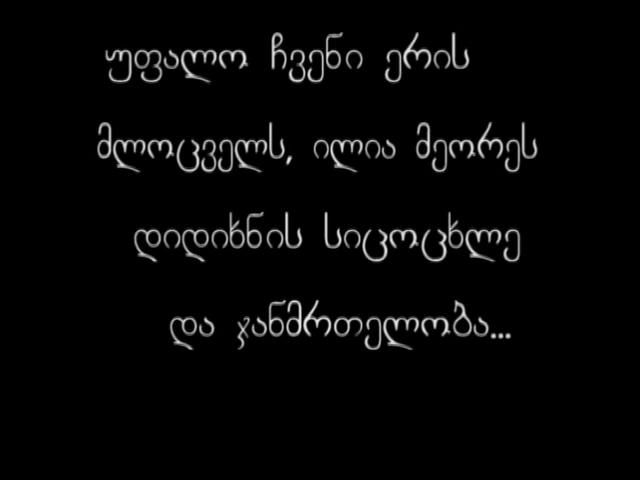 უფალო ჩვენი ერის
მლოცველს, ილია მეორეს
დიდიხნის სიცოცხლე
და ჯანმრთელობა...